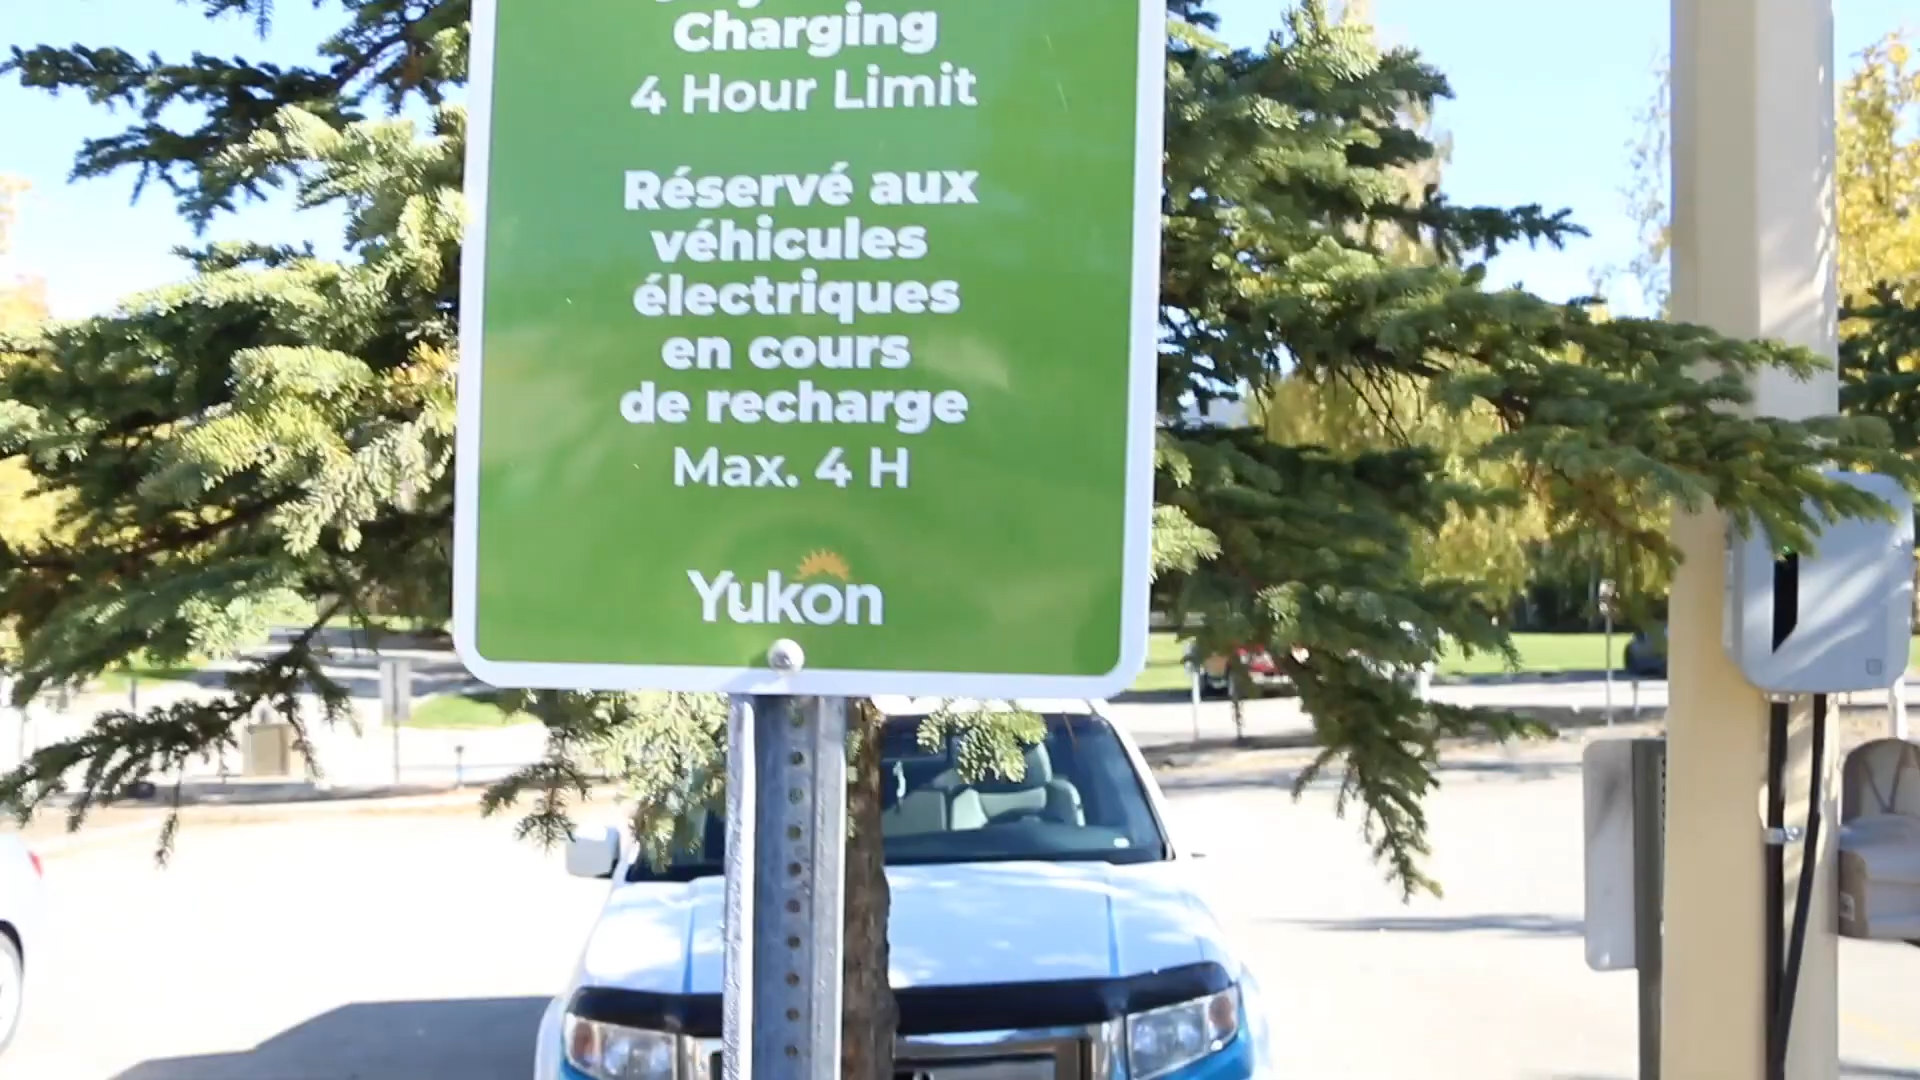 Charging
4 Hour Limit
Réservé aux
véhicules
électriques
en cours
de recharge
Max. 4 H
Yukon